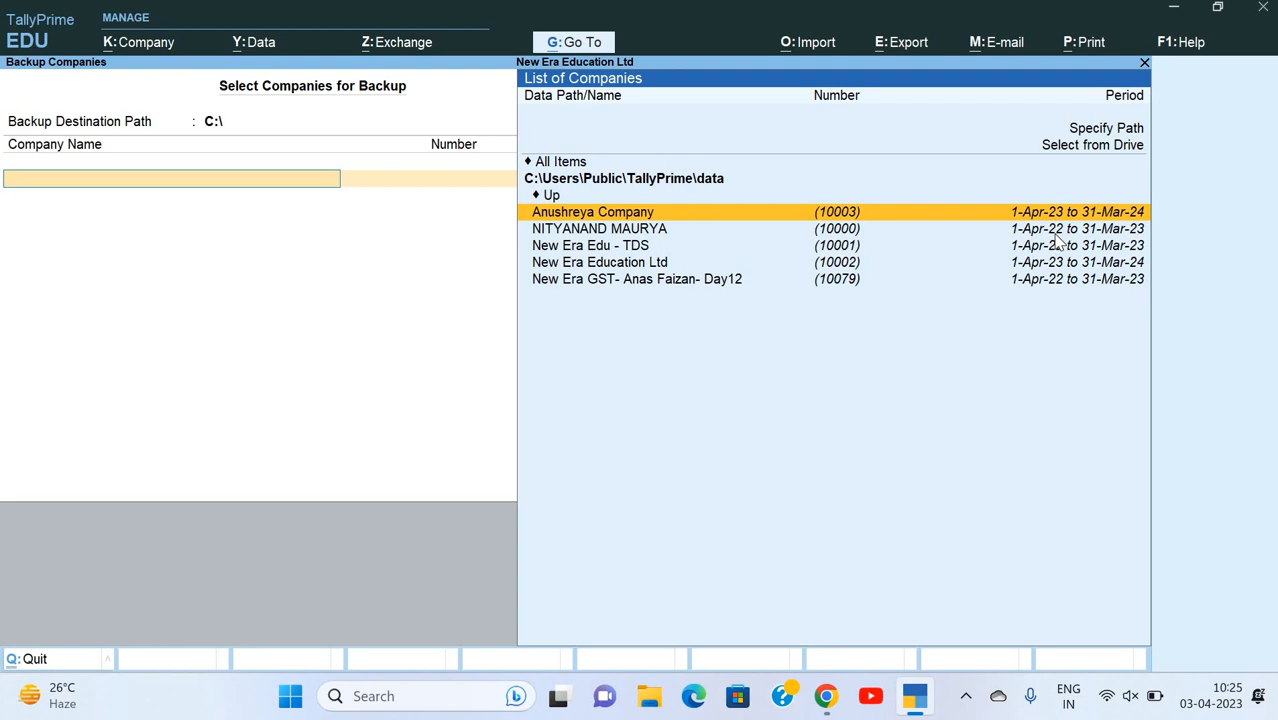 TallyPrime MANAGE
EDU K:Company Y:Data Z:Exchange G:Go To O:Import E:Export M:E-mail P:Print F1:Help
Backup Companies New Era Education Ltd
Select Companies for Backup
Backup Destination Path : C:\
Company Name Number
List of Companies
Data Path/Name Number Period
Specify Path
Select from Drive
♦ All Items
C:\Users\Public\TallyPrime\data
♦ Up
Anushreya Company (10003) 1-Apr-23 to 31-Mar-24
NITYANAND MAURYA (10000) 1-Apr-22 to 31-Mar-23
New Era Edu - TDS (10001) to 31-Mar-23
New Era Education Ltd (10002) 1-Apr-23 to 31-Mar-24
New Era GST- Anas Faizan- Day12 (10079) 1-Apr-22 to 31-Mar-23
Q:Quit
26°C
Haze
Search
ENG
IN
10:25
03-04-2023